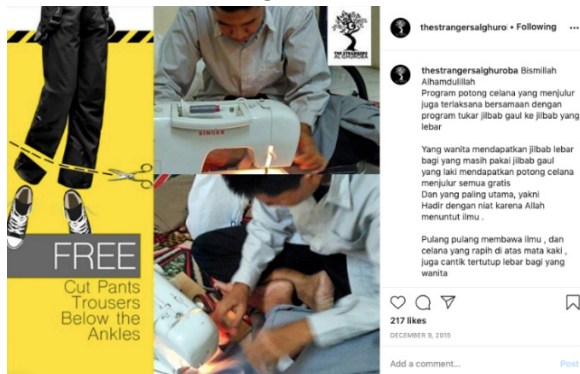 THE STRANGERS
AL GHUROBA
SINGER
FREE
Cut Pants
Trousers
Below the
Ankles
thestrangersalghuro • Following
thestrangersalghuroba Bismillah
Alhamdulillah
Program potong celana yang menjulur
juga terlaksana bersamaan dengan
program tukar jilbab gaul ke jilbab yang
lebar
Yang wanita mendapatkan jilbab lebar
bagi yang masih pakai jilbab gaul
yang laki mendapatkan potong celana
menjulur semua gratis
Dan yang paling utama, yakni
Hadir dengan niat karena Allah
menuntut ilmu .
Pulang pulang membawa ilmu , dan
celana yang rapih di atas mata kaki ,
juga cantik tertutup lebar bagi yang
wanita
217 likes
DECEMBER 9, 2015
Add a comment...
Post